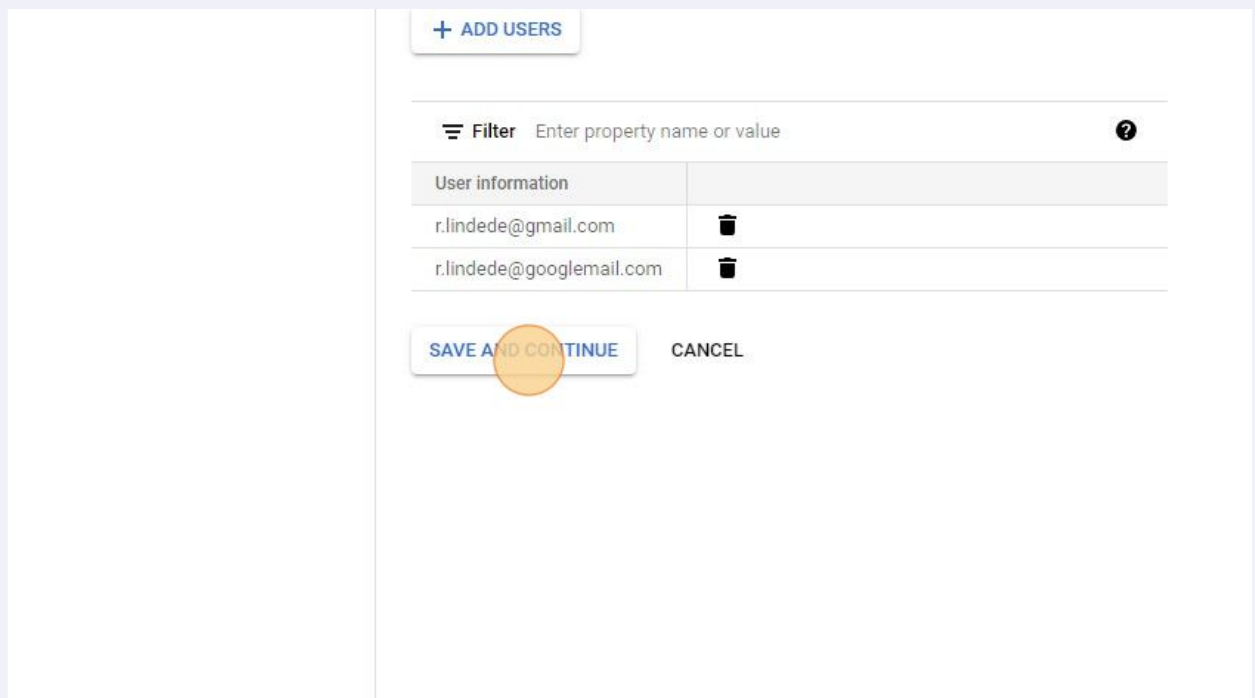 + ADD USERS
Filter Enter property name or value
User information
r.lindede@gmail.com
r.lindede@googlemail.com
SAVE AND CONTINUE CANCEL